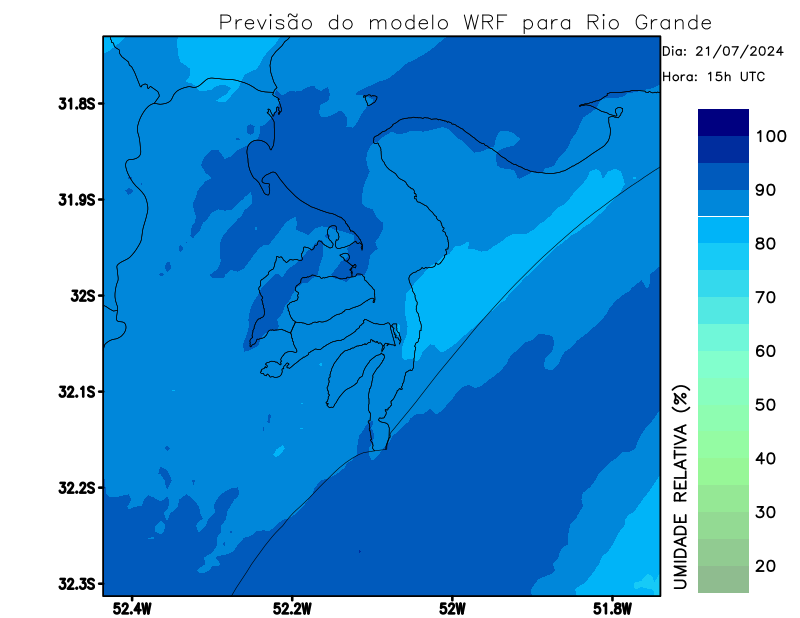 Previsão do modelo WRF para Rio Grande
Dia: 21/07/2024
Hora: 15h UTC
31.8S
31.9S
32S
32.1S
32.2S
32.3S
52.4W
52.2W
52W
51.8W
100
90
80
70
60
50
40
30
20
UMIDADE RELATIVA (%)